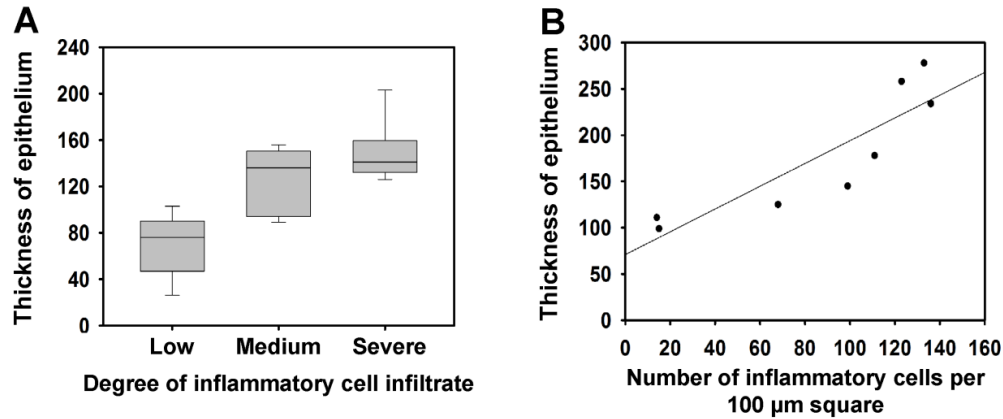 A
Thickness of epithelium
240
200
160
120
80
40
0
Low Medium Severe
Degree of inflammatory cell infiltrate
B
Thickness of epithelium
300
250
200
150
100
50
0
0 20 40 60 80 100 120 140 160
Number of inflammatory cells per
100 µm square